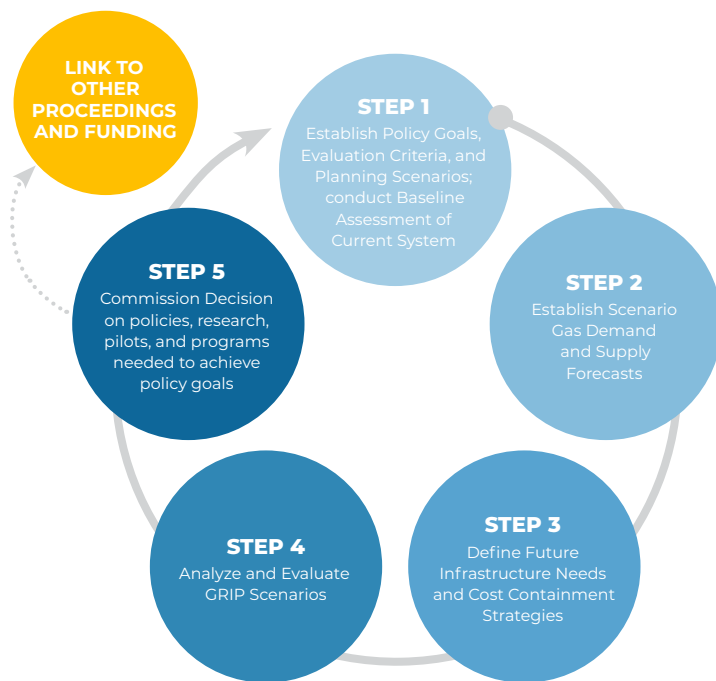 LINK TO
OTHER
PROCEEDINGS
AND FUNDING
STEP 1
Establish Policy Goals,
Evaluation Criteria, and
Planning Scenarios;
conduct Baseline
Assessment of
Current System
STEP 2
Establish Scenario
Gas Demand
and Supply
Forecasts
STEP 3
Define Future
Infrastructure Needs
and Cost Containment
Strategies
STEP 4
Analyze and Evaluate
GRIP Scenarios
STEP 5
Commission Decision
on policies, research,
pilots, and programs
needed to achieve
policy goals